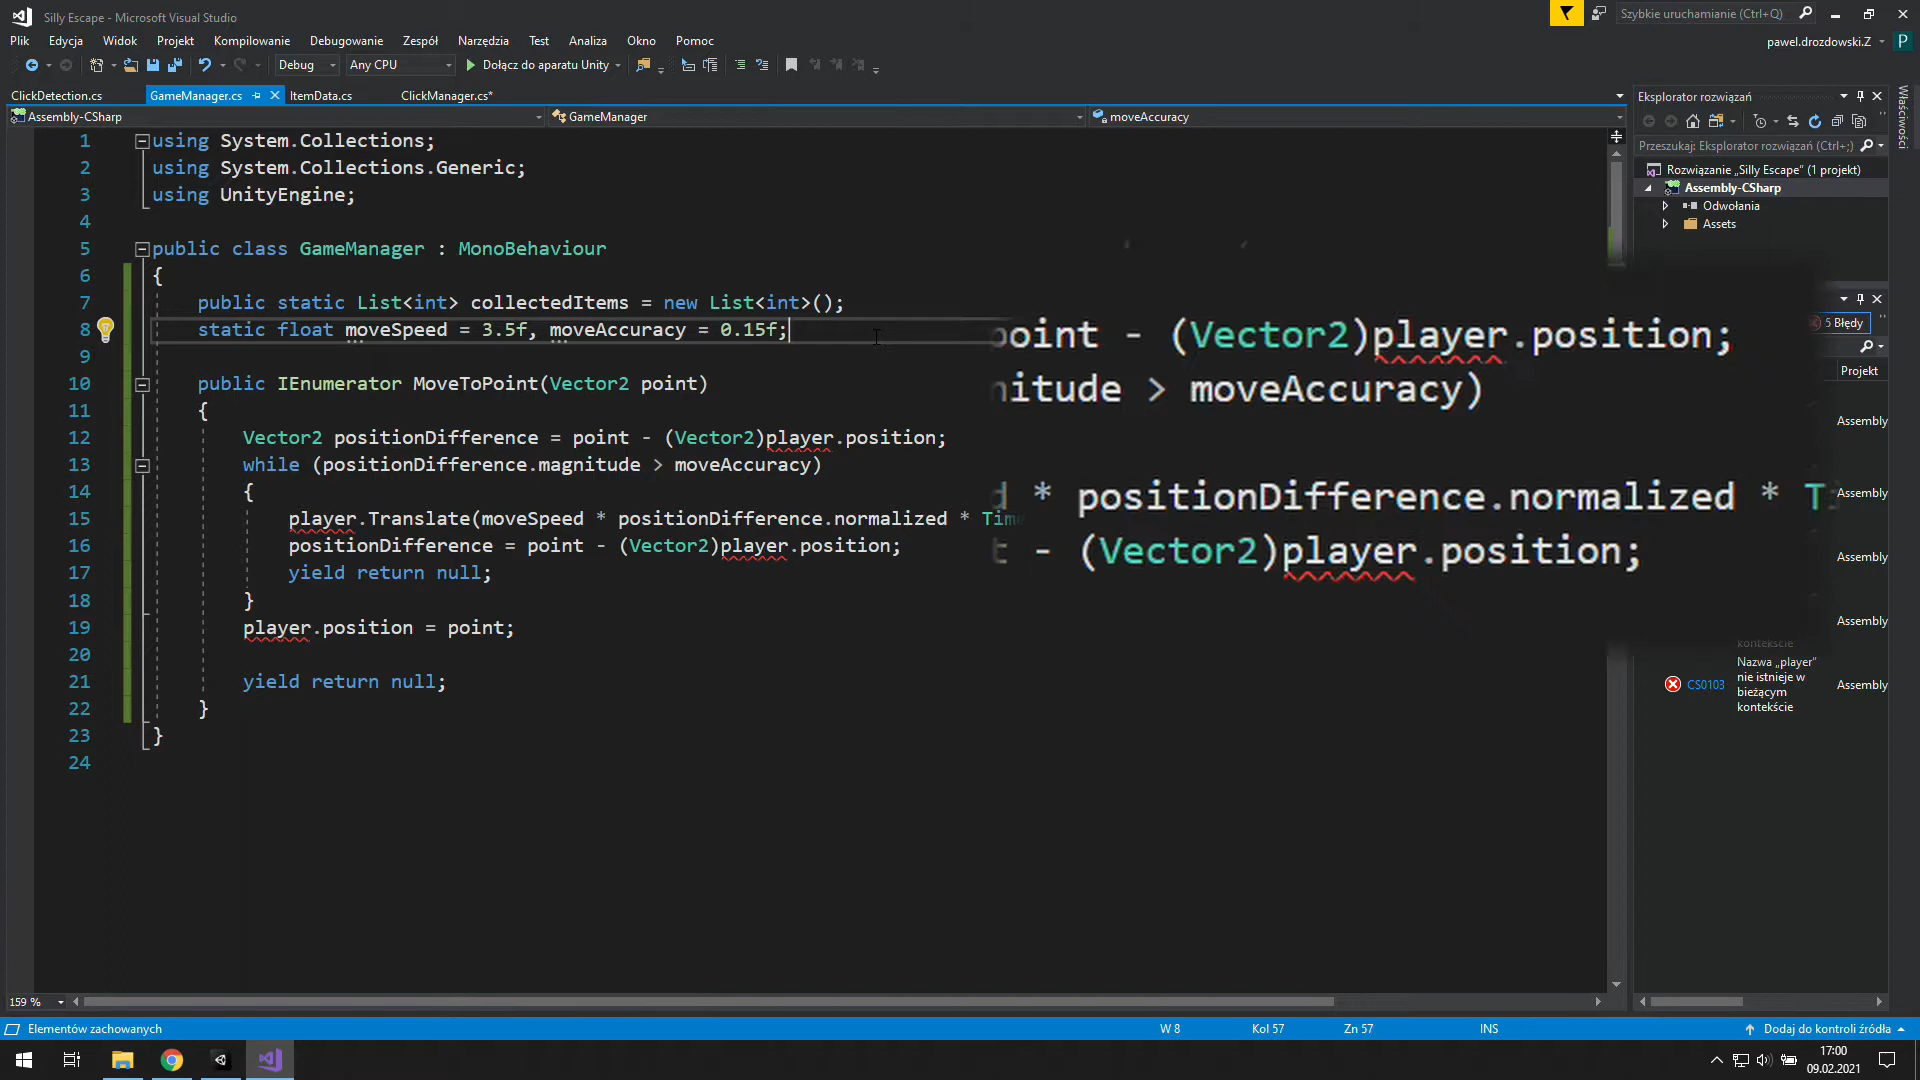 Silly Escape - Microsoft Visual Studio
Szybkie uruchamianie (Ctrl+Q)
Plik Edycja Widok Projekt Kompilowanie Debugowanie Zespół Narzędzia Test Analiza Okno Pomoc
pawel.drozdowski.Z P
Debug Any CPU Dołącz do aparatu Unity
ClickDetection.cs GameManager.cs ItemData.cs ClickManager.cs*
Assembly-CSharp GameManager moveAccuracy
1 using System.Collections;
2 using System.Collections.Generic;
3 using UnityEngine;
4
5 public class GameManager : MonoBehaviour
6 {
7 public static List<int> collectedItems = new List<int>();
8 static float moveSpeed = 3.5f, moveAccuracy = 0.15f;
9
10 public IEnumerator MoveToPoint(Vector2 point)
11 {
12 Vector2 positionDifference = point - (Vector2)player.position;
13 while (positionDifference.magnitude > moveAccuracy)
14 {
15 player.Translate(moveSpeed * positionDifference.normalized * Tim
16 positionDifference = point - (Vector2)player.position;
17 yield return null;
18 }
19 player.position = point;
20
21 yield return null;
22 }
23 }
24
point - (Vector2)player.position;
nitude > moveAccuracy)
d * positionDifference.normalized * Ti
t - (Vector2)player.position;
Eksplorator rozwiązań
Przeszukaj: Eksplorator rozwiązań (Ctrl+;)
Rozwiązanie „Silly Escape” (1 projekt)
Assembly-CSharp
Odwołania
Assets
Właściwości
5 Błędy
Projekt
Assembly
Assembly
Assembly
Assembly
kontekście
CS0103 Nazwa „player” nie istnieje w bieżącym kontekście Assembly
159 %
Elementów zachowanych W 8 Kol 57 Zn 57 INS Dodaj do kontroli źródła
17:00
09.02.2021